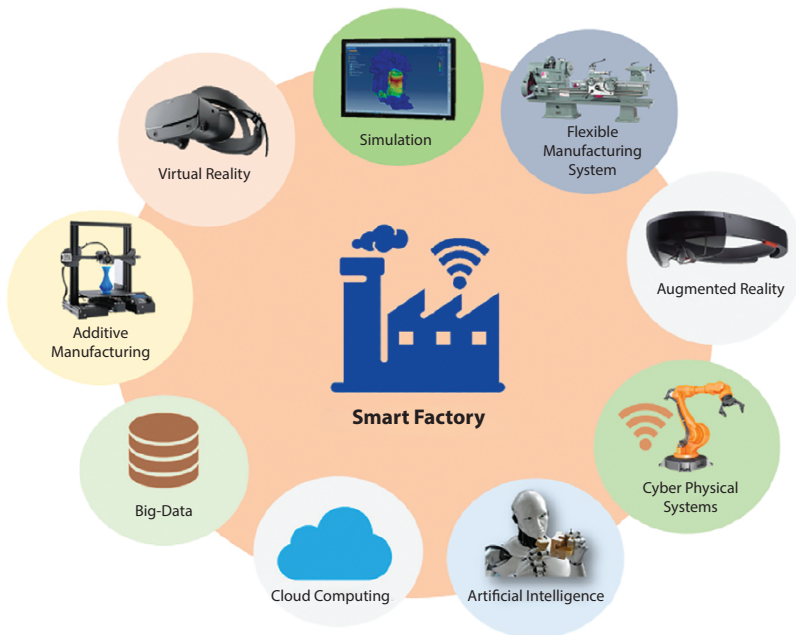 Simulation
Flexible
Manufacturing
System
Virtual Reality
Augmented Reality
Additive
Manufacturing
Smart Factory
Cyber Physical
Systems
Big-Data
Cloud Computing
Artificial Intelligence